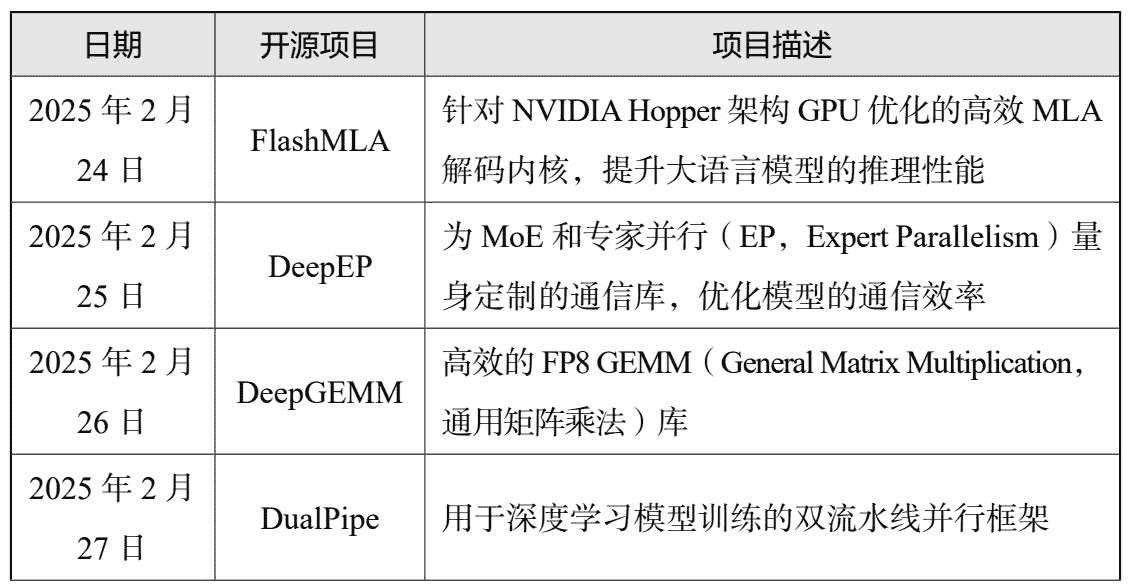 日期 开源项目 项目描述
2025 年 2 月
24 日
FlashMLA
针对 NVIDIA Hopper 架构 GPU 优化的高效 MLA
解码内核，提升大语言模型的推理性能
2025 年 2 月
25 日
DeepEP
为 MoE 和专家并行（EP，Expert Parallelism）量
身定制的通信库，优化模型的通信效率
2025 年 2 月
26 日
DeepGEMM
高效的 FP8 GEMM（General Matrix Multiplication，
通用矩阵乘法）库
2025 年 2 月
27 日
DualPipe
用于深度学习模型训练的双流水线并行框架